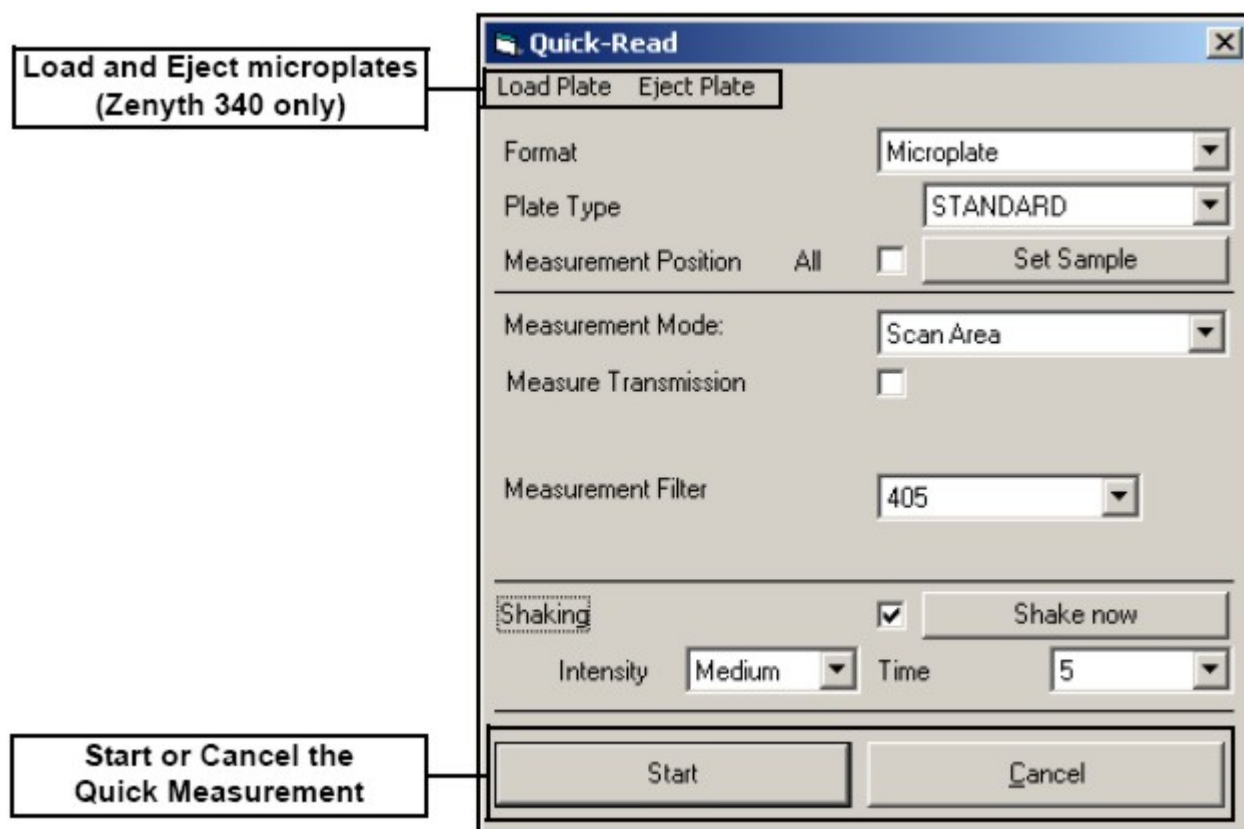 Load and Eject microplates
(Zenyth 340 only)
Quick-Read
Load Plate Eject Plate
Format Microplate
Plate Type STANDARD
Measurement Position All Set Sample
Measurement Mode: Scan Area
Measure Transmission
Measurement Filter 405
Shaking Shake now
Intensity Medium Time 5
Start or Cancel the
Quick Measurement
Start Cancel